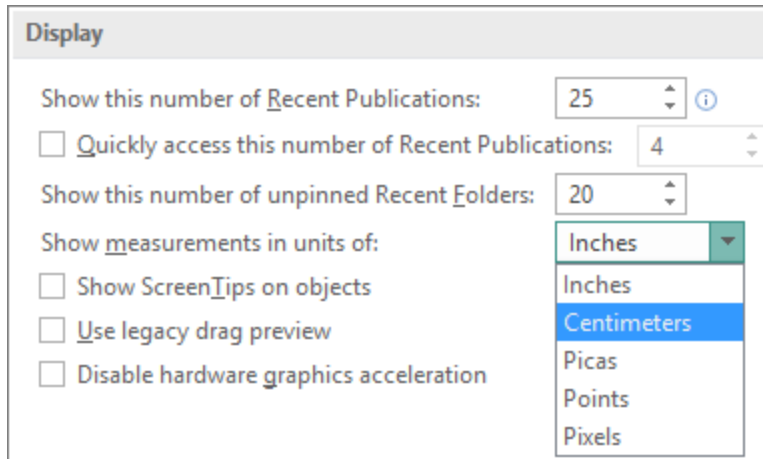 Display
Show this number of Recent Publications: 25
Quickly access this number of Recent Publications: 4
Show this number of unpinned Recent Folders: 20
Show measurements in units of: Inches
Show ScreenTips on objects
Inches
Use legacy drag preview
Centimeters
Disable hardware graphics acceleration
Picas
Points
Pixels